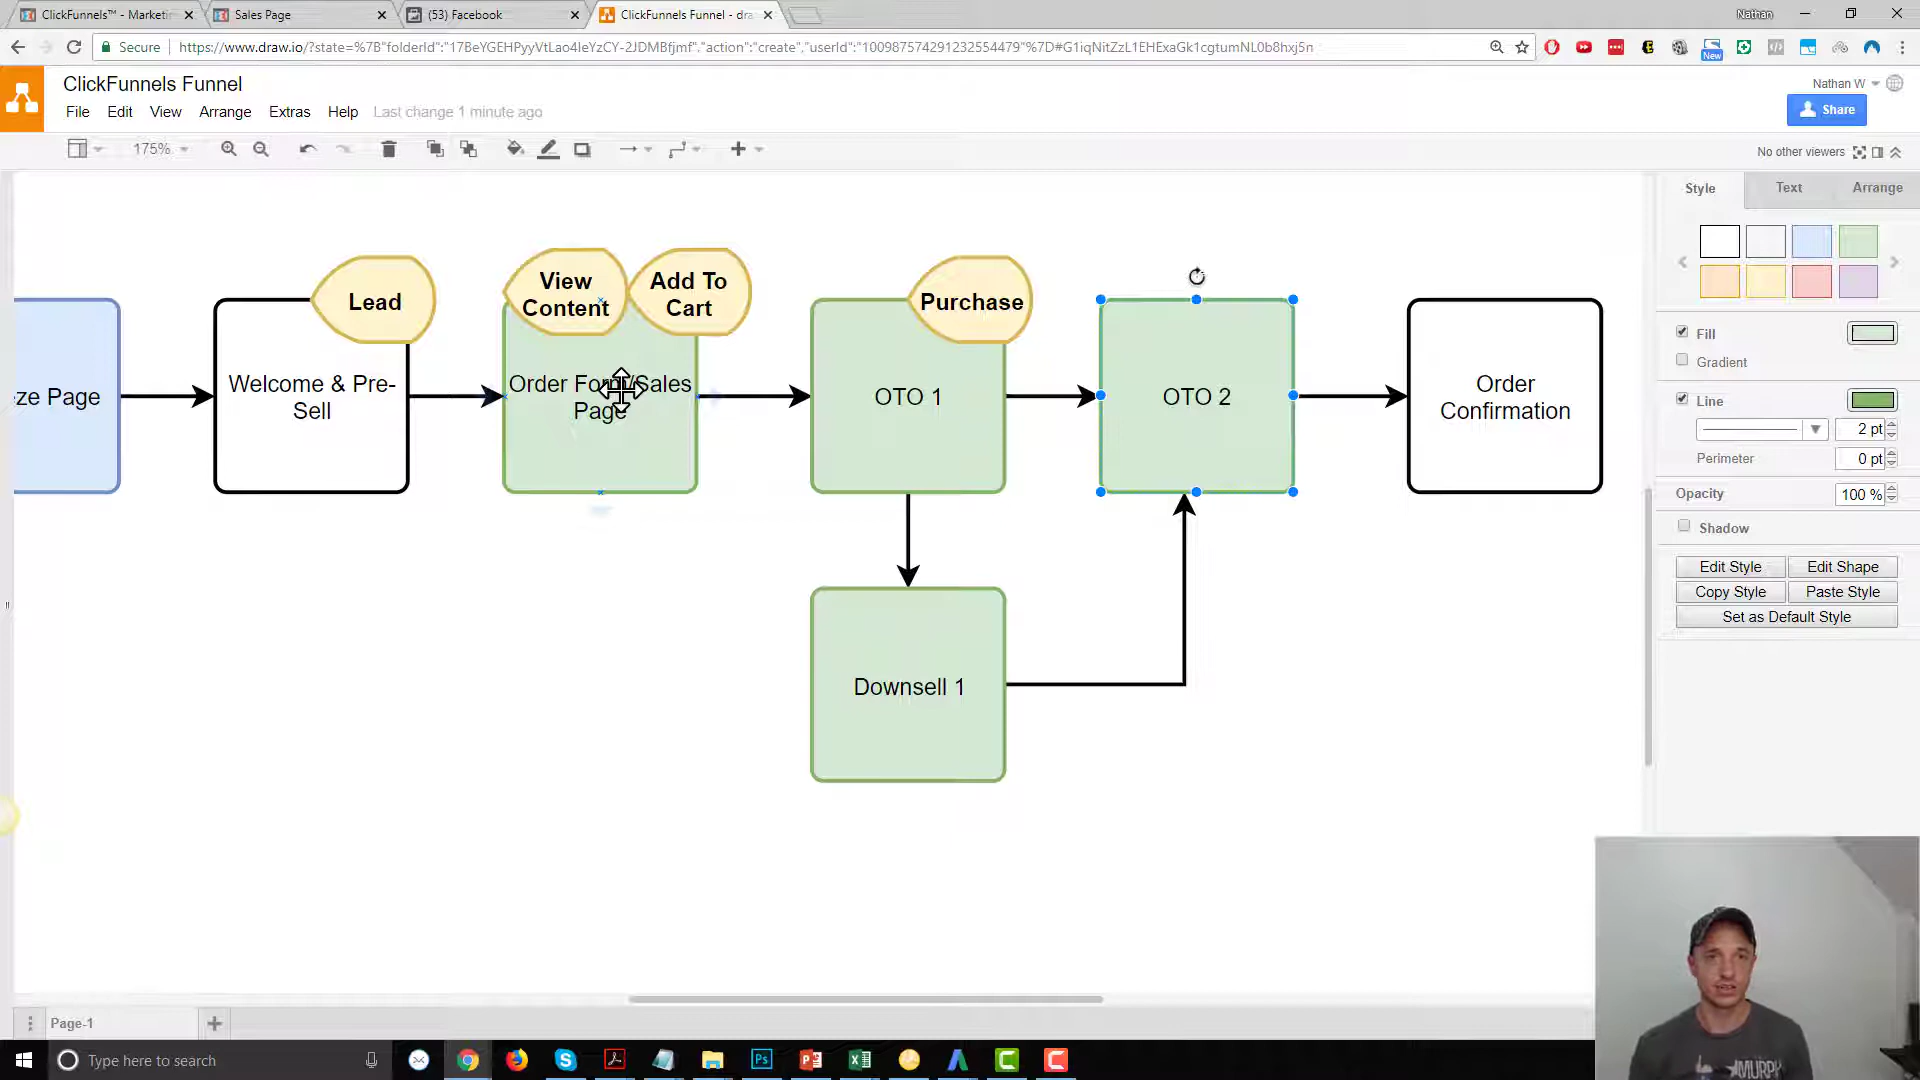 ClickFunnels™ - Marketi
Sales Page
(53) Facebook
ClickFunnels Funnel - dra
Nathan
Secure
https://www.draw.io/?state=%7B"folderId":"17BeYGEHPyyVtLao4IeYzCY-2JDMBfjmf","action":"create","userId":"100987574291232554479"%7D#G1iqNitZzL1EHExaGk1cgtumNL0b8hxj5n
New
ClickFunnels Funnel
File
Edit
View
Arrange
Extras
Help
Last change 1 minute ago
Nathan W
Share
175%
No other viewers
Style
Text
Arrange
Lead
View
Content
Add To
Cart
Purchase
ze Page
Welcome & Pre-
Sell
Order Form/Sales
Page
OTO 1
OTO 2
Order
Confirmation
Downsell 1
Fill
Gradient
Line
2 pt
Perimeter
0 pt
Opacity
100 %
Shadow
Edit Style
Edit Shape
Copy Style
Paste Style
Set as Default Style
Page-1
Type here to search
MURPH